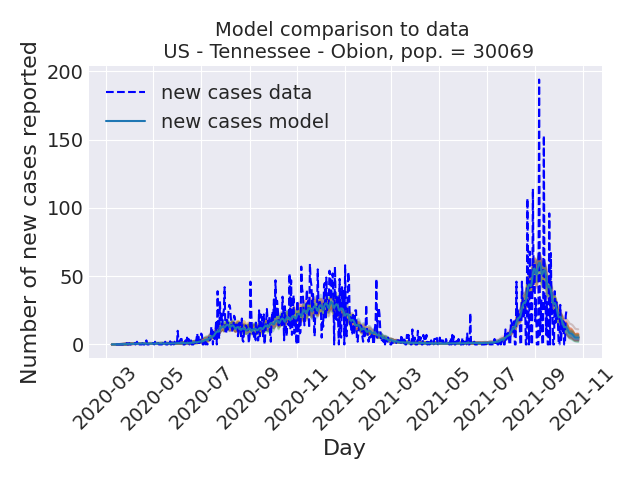 Model comparison to data
US - Tennessee - Obion, pop. = 30069
Number of new cases reported
200
150
100
50
0
new cases data
new cases model
2020-03
2020-05
2020-07
2020-09
2020-11
2021-01
2021-03
2021-05
2021-07
2021-09
2021-11
Day